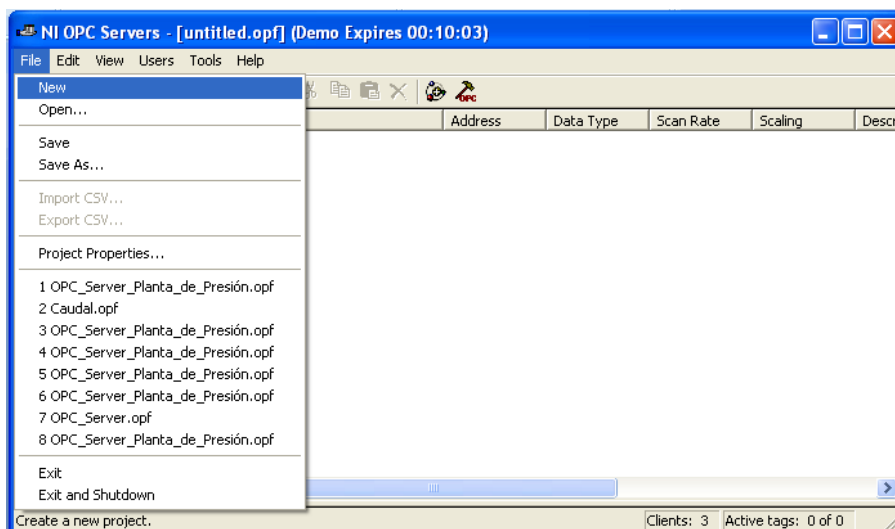 NI OPC Servers - [untitled.opf] (Demo Expires 00:10:03)
File Edit View Users Tools Help
New
Open...
OPC
Address Data Type Scan Rate Scaling Descr
Save
Save As...
Import CSV...
Export CSV...
Project Properties...
1 OPC_Server_Planta_de_Presión.opf
2 Caudal.opf
3 OPC_Server_Planta_de_Presión.opf
4 OPC_Server_Planta_de_Presión.opf
5 OPC_Server_Planta_de_Presión.opf
6 OPC_Server_Planta_de_Presión.opf
7 OPC_Server.opf
8 OPC_Server_Planta_de_Presión.opf
Exit
Exit and Shutdown
Create a new project. Clients: 3 Active tags: 0 of 0